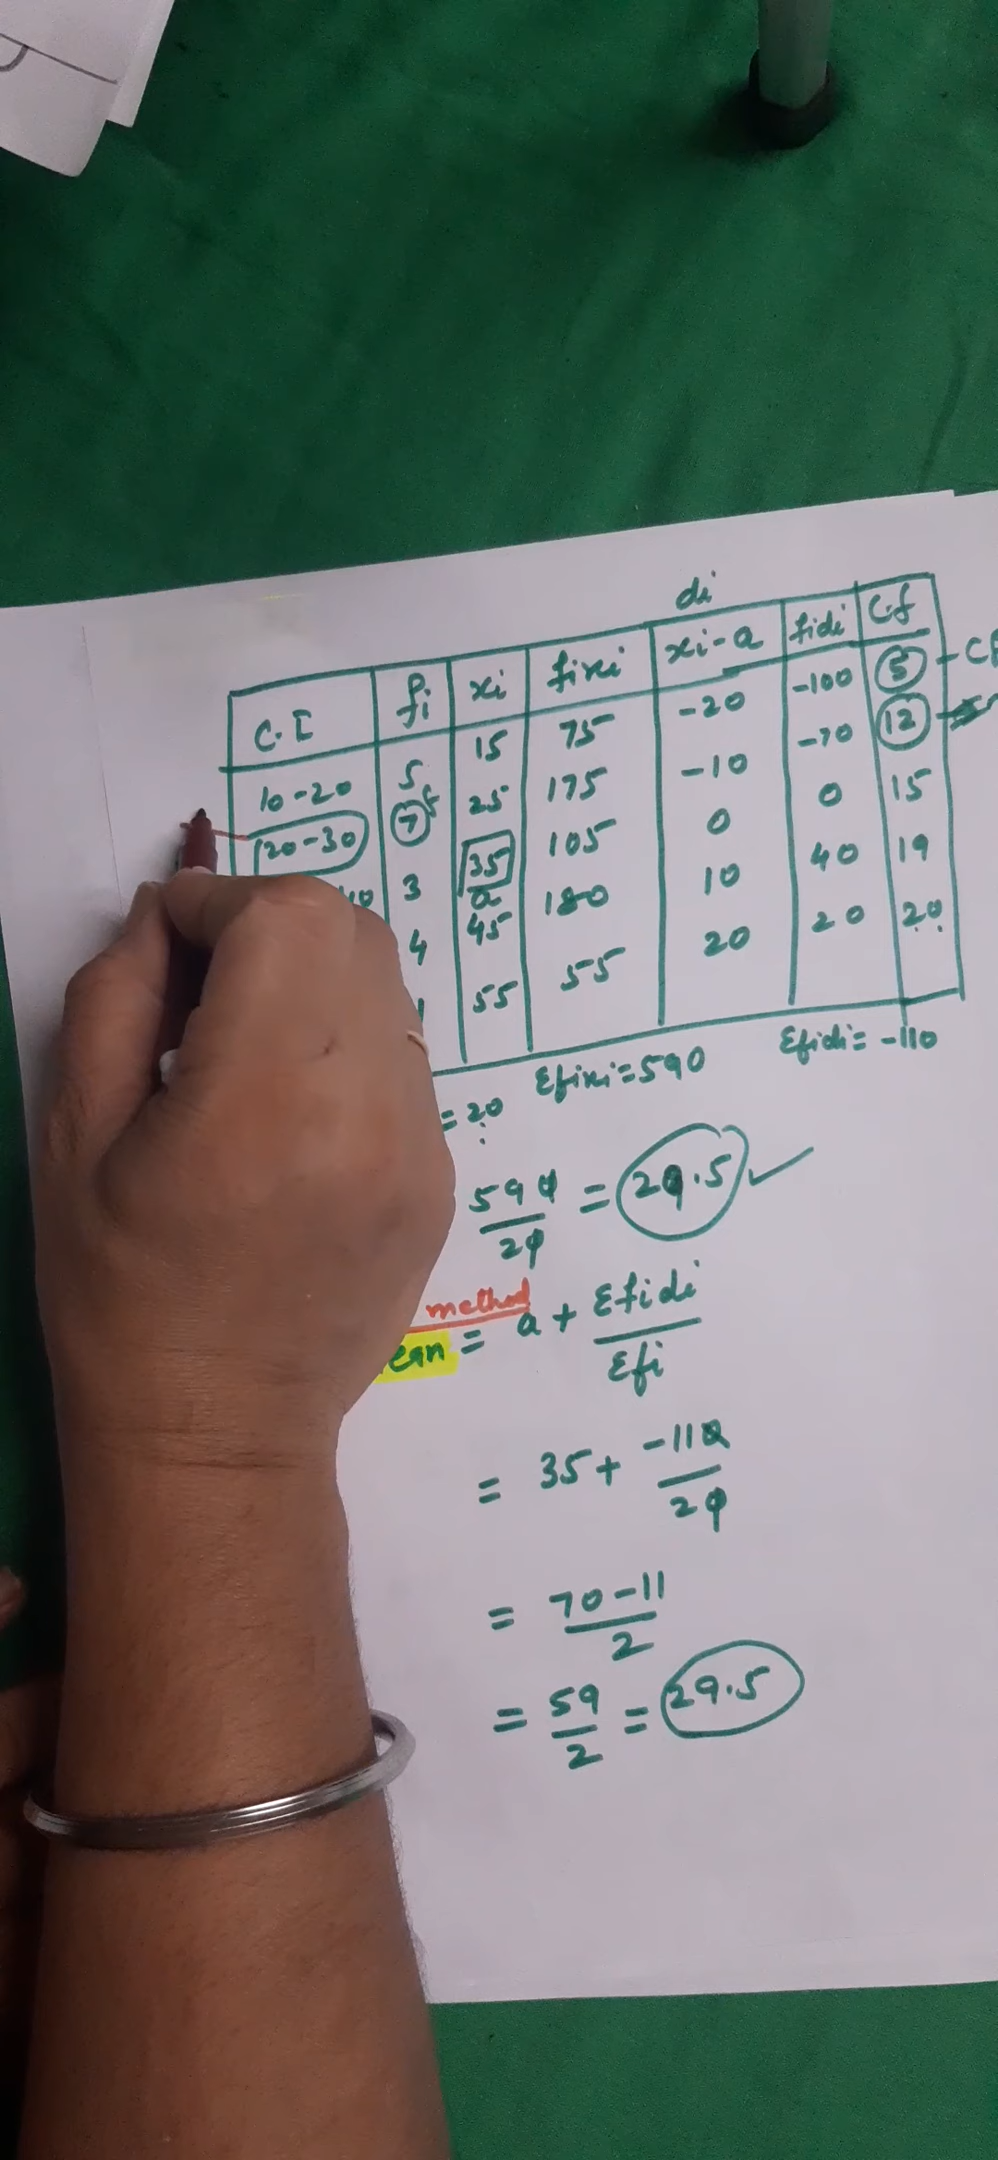 di
C.I fi xi fixi xi-a fidi C.f
10-20 5 15 75 -20 -100 5 - CF
20-30 7 f 25 175 -10 -70 12
3 35 105 0 0 15
a
4 45 180 10 40 19
55 55 20 20 20
= 20 Σfixi=590 Σfidi=-110
590/20 = 29.5 ✓
method
= a + Σfidi/Σfi
= 35 + -110/20
= 70-11/2
= 59/2 = 29.5